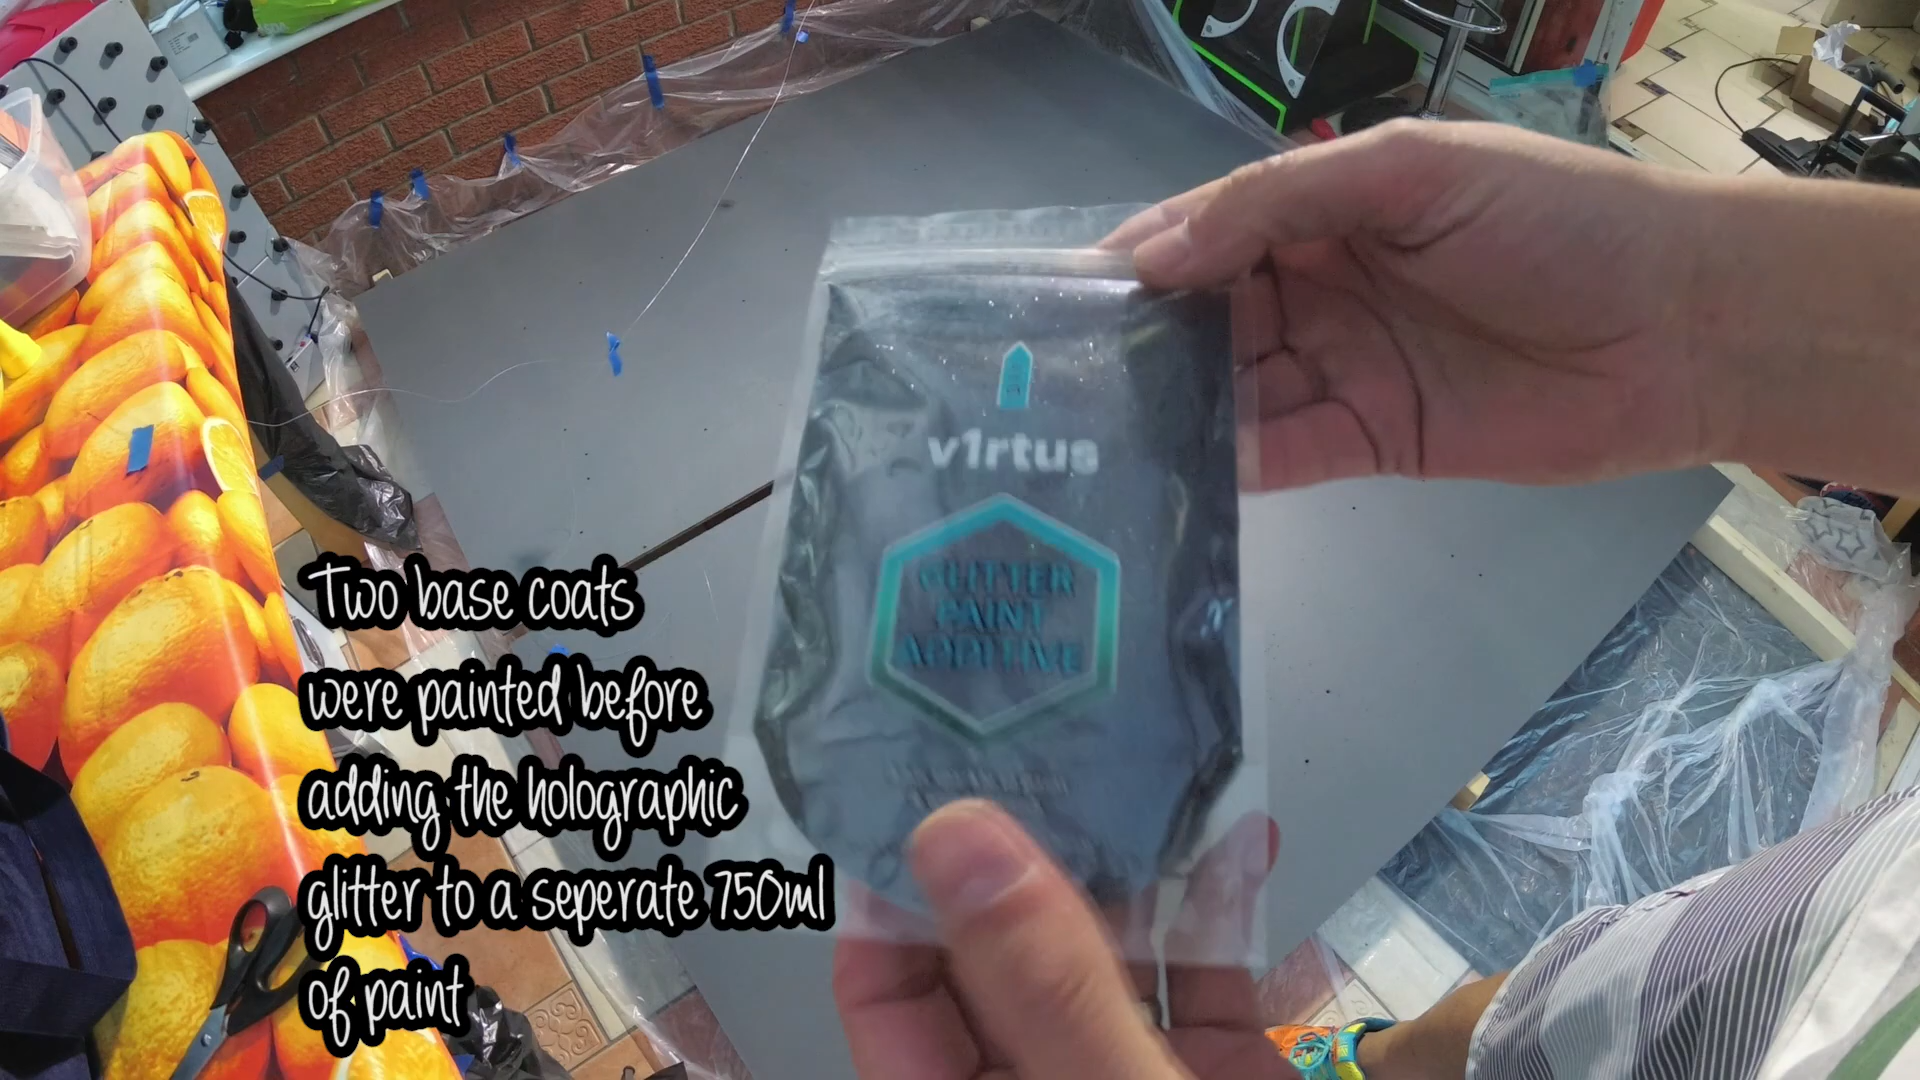 v1rtus
GLITTER
PAINT
ADDITIVE
Two base coats
were painted before
adding the holographic
glitter to a seperate 750ml
of paint